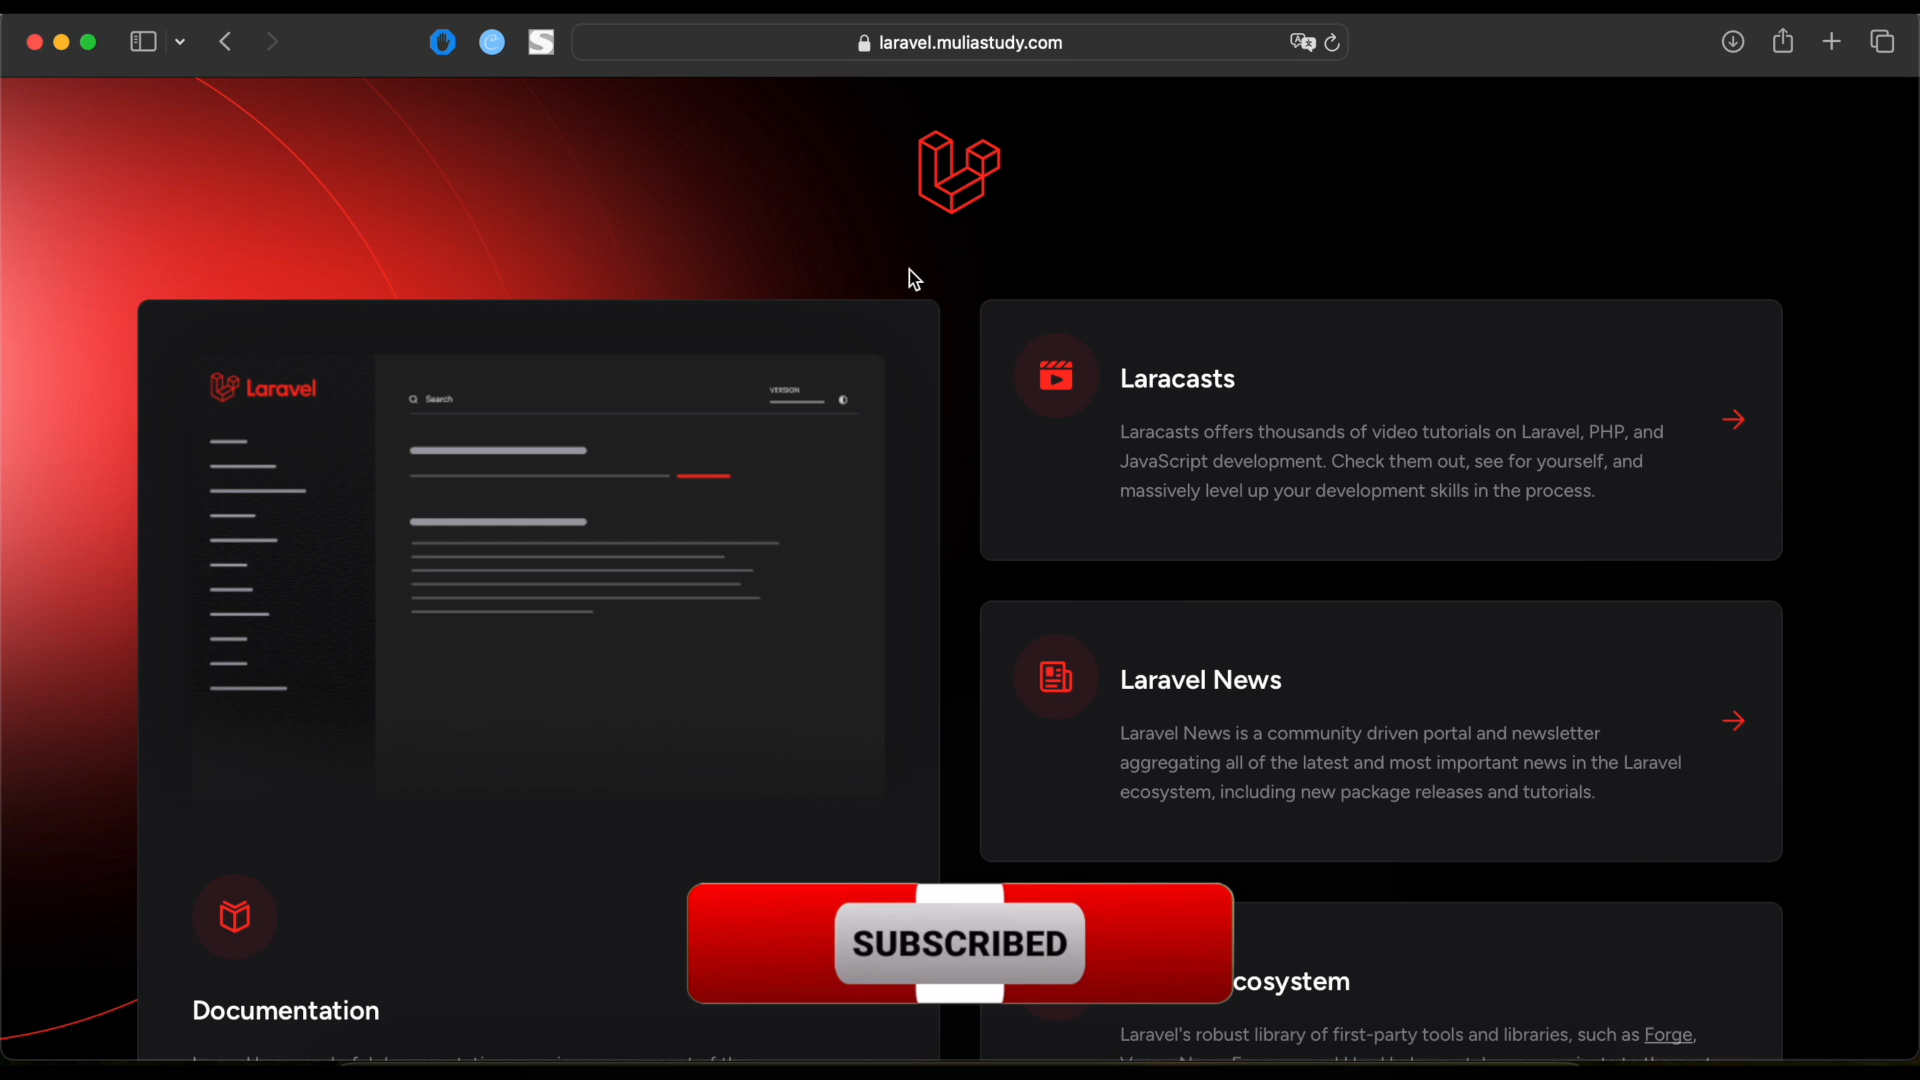 laravel.muliastudy.com
Laravel
Search
VERSION
Laracasts
Laracasts offers thousands of video tutorials on Laravel, PHP, and
JavaScript development. Check them out, see for yourself, and
massively level up your development skills in the process.
Laravel News
Laravel News is a community driven portal and newsletter
aggregating all of the latest and most important news in the Laravel
ecosystem, including new package releases and tutorials.
SUBSCRIBED
cosystem
Documentation
Laravel's robust library of first-party tools and libraries, such as Forge,